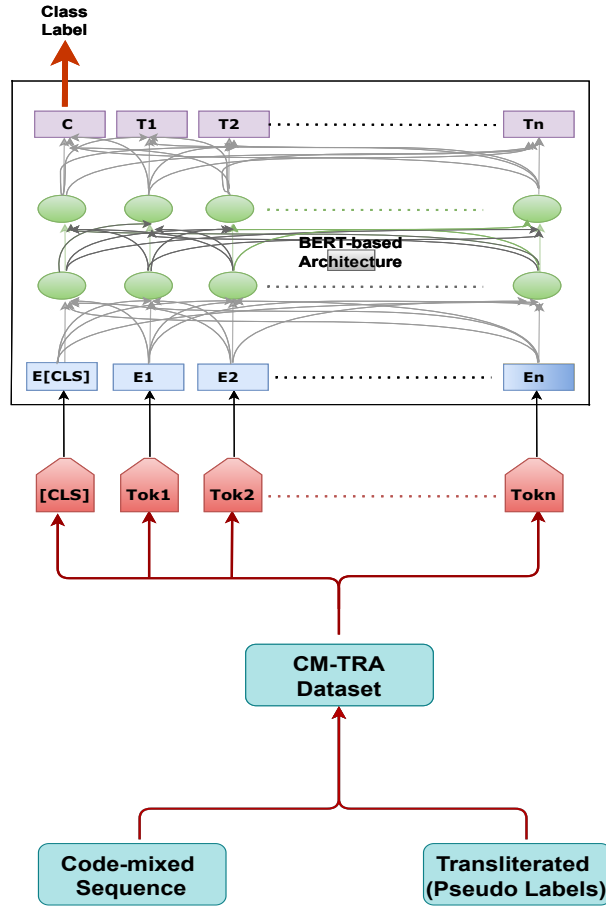 Class
Label
C T1 T2 Tn
BERT-based
Architecture
E[CLS] E1 E2 En
[CLS] Tok1 Tok2 Tokn
CM-TRA
Dataset
Code-mixed
Sequence
Transliterated
(Pseudo Labels)